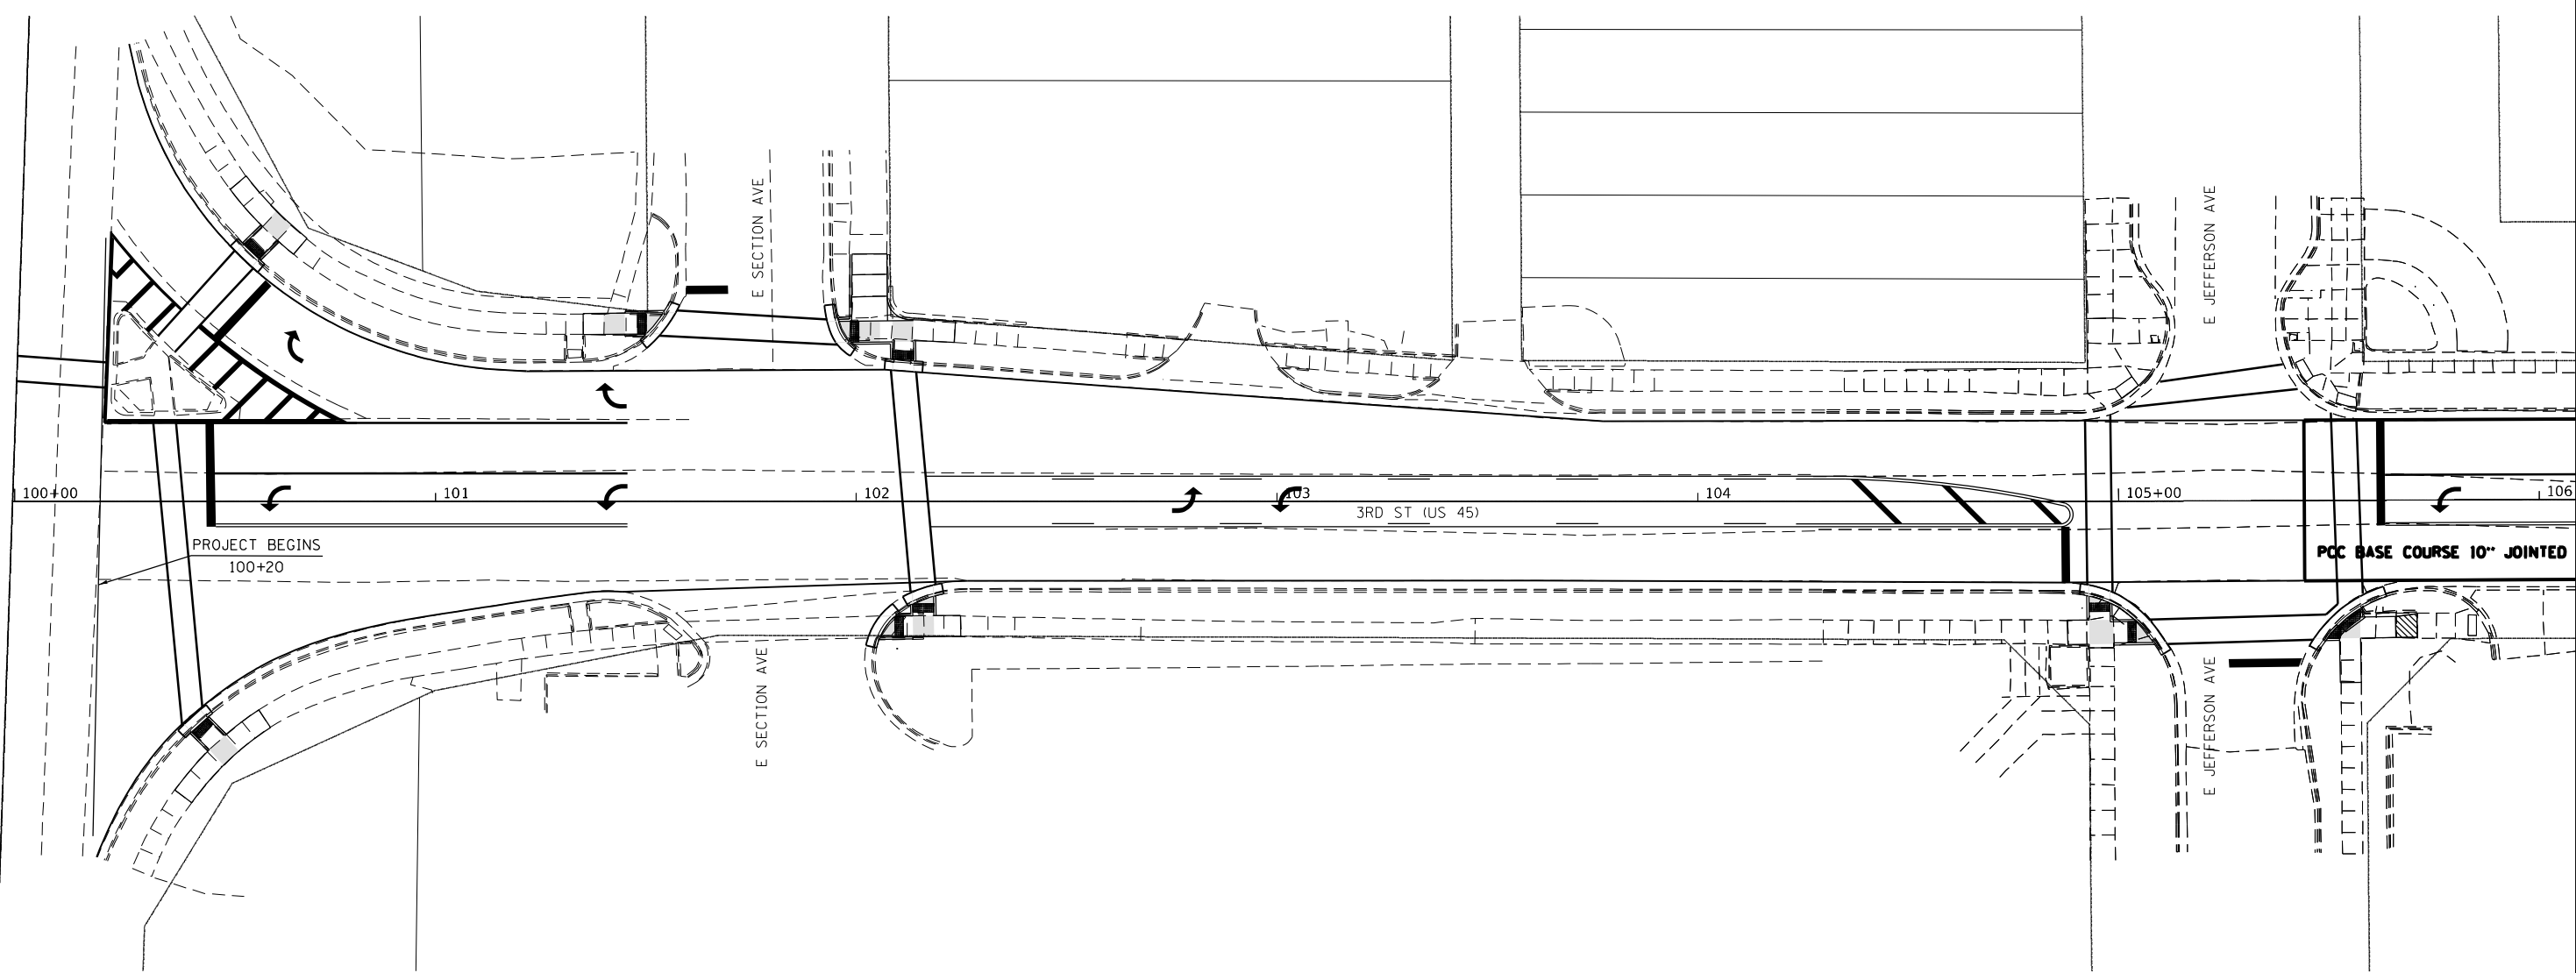 E SECTION AVE
E JEFFERSON AVE
100+00
101
102
103
104
105+00
106
3RD ST (US 45)
PROJECT BEGINS
100+20
PCC BASE COURSE 10" JOINTED
E SECTION AVE
E JEFFERSON AVE